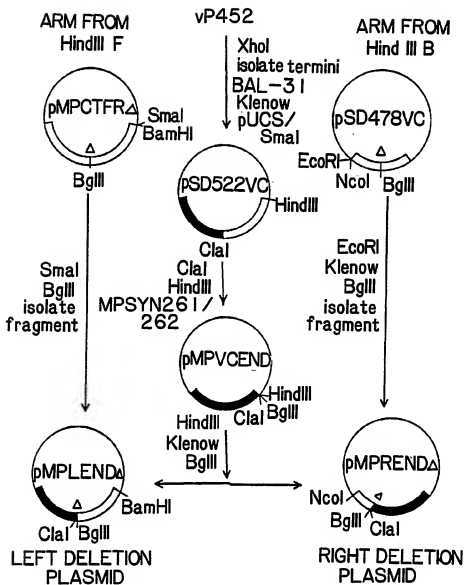 ARM FROM
HindIII F
vP452
ARM FROM
Hind III B
XhoI
isolate termini
BAL-31
Klenow
pUCS/
SmaI
pMPCTFRΔ
SmaI
BamHI
Δ
BglII
pSD478VC
EcoRI
Δ
NcoI
BglII
pSD522VC
HindIII
ClaI
SmaI
BglII
isolate
fragment
ClaI
HindIII
MPSYN261/
262
EcoRI
Klenow
BglII
isolate
fragment
pMPVCEND
HindIII
ClaI BglII
HindIII
Klenow
BglII
pMPLENDΔ
Δ
BamHI
ClaI BglII
pMPRENDΔ
NcoI
Δ
BglII
ClaI
LEFT DELETION
PLASMID
RIGHT DELETION
PLASMID